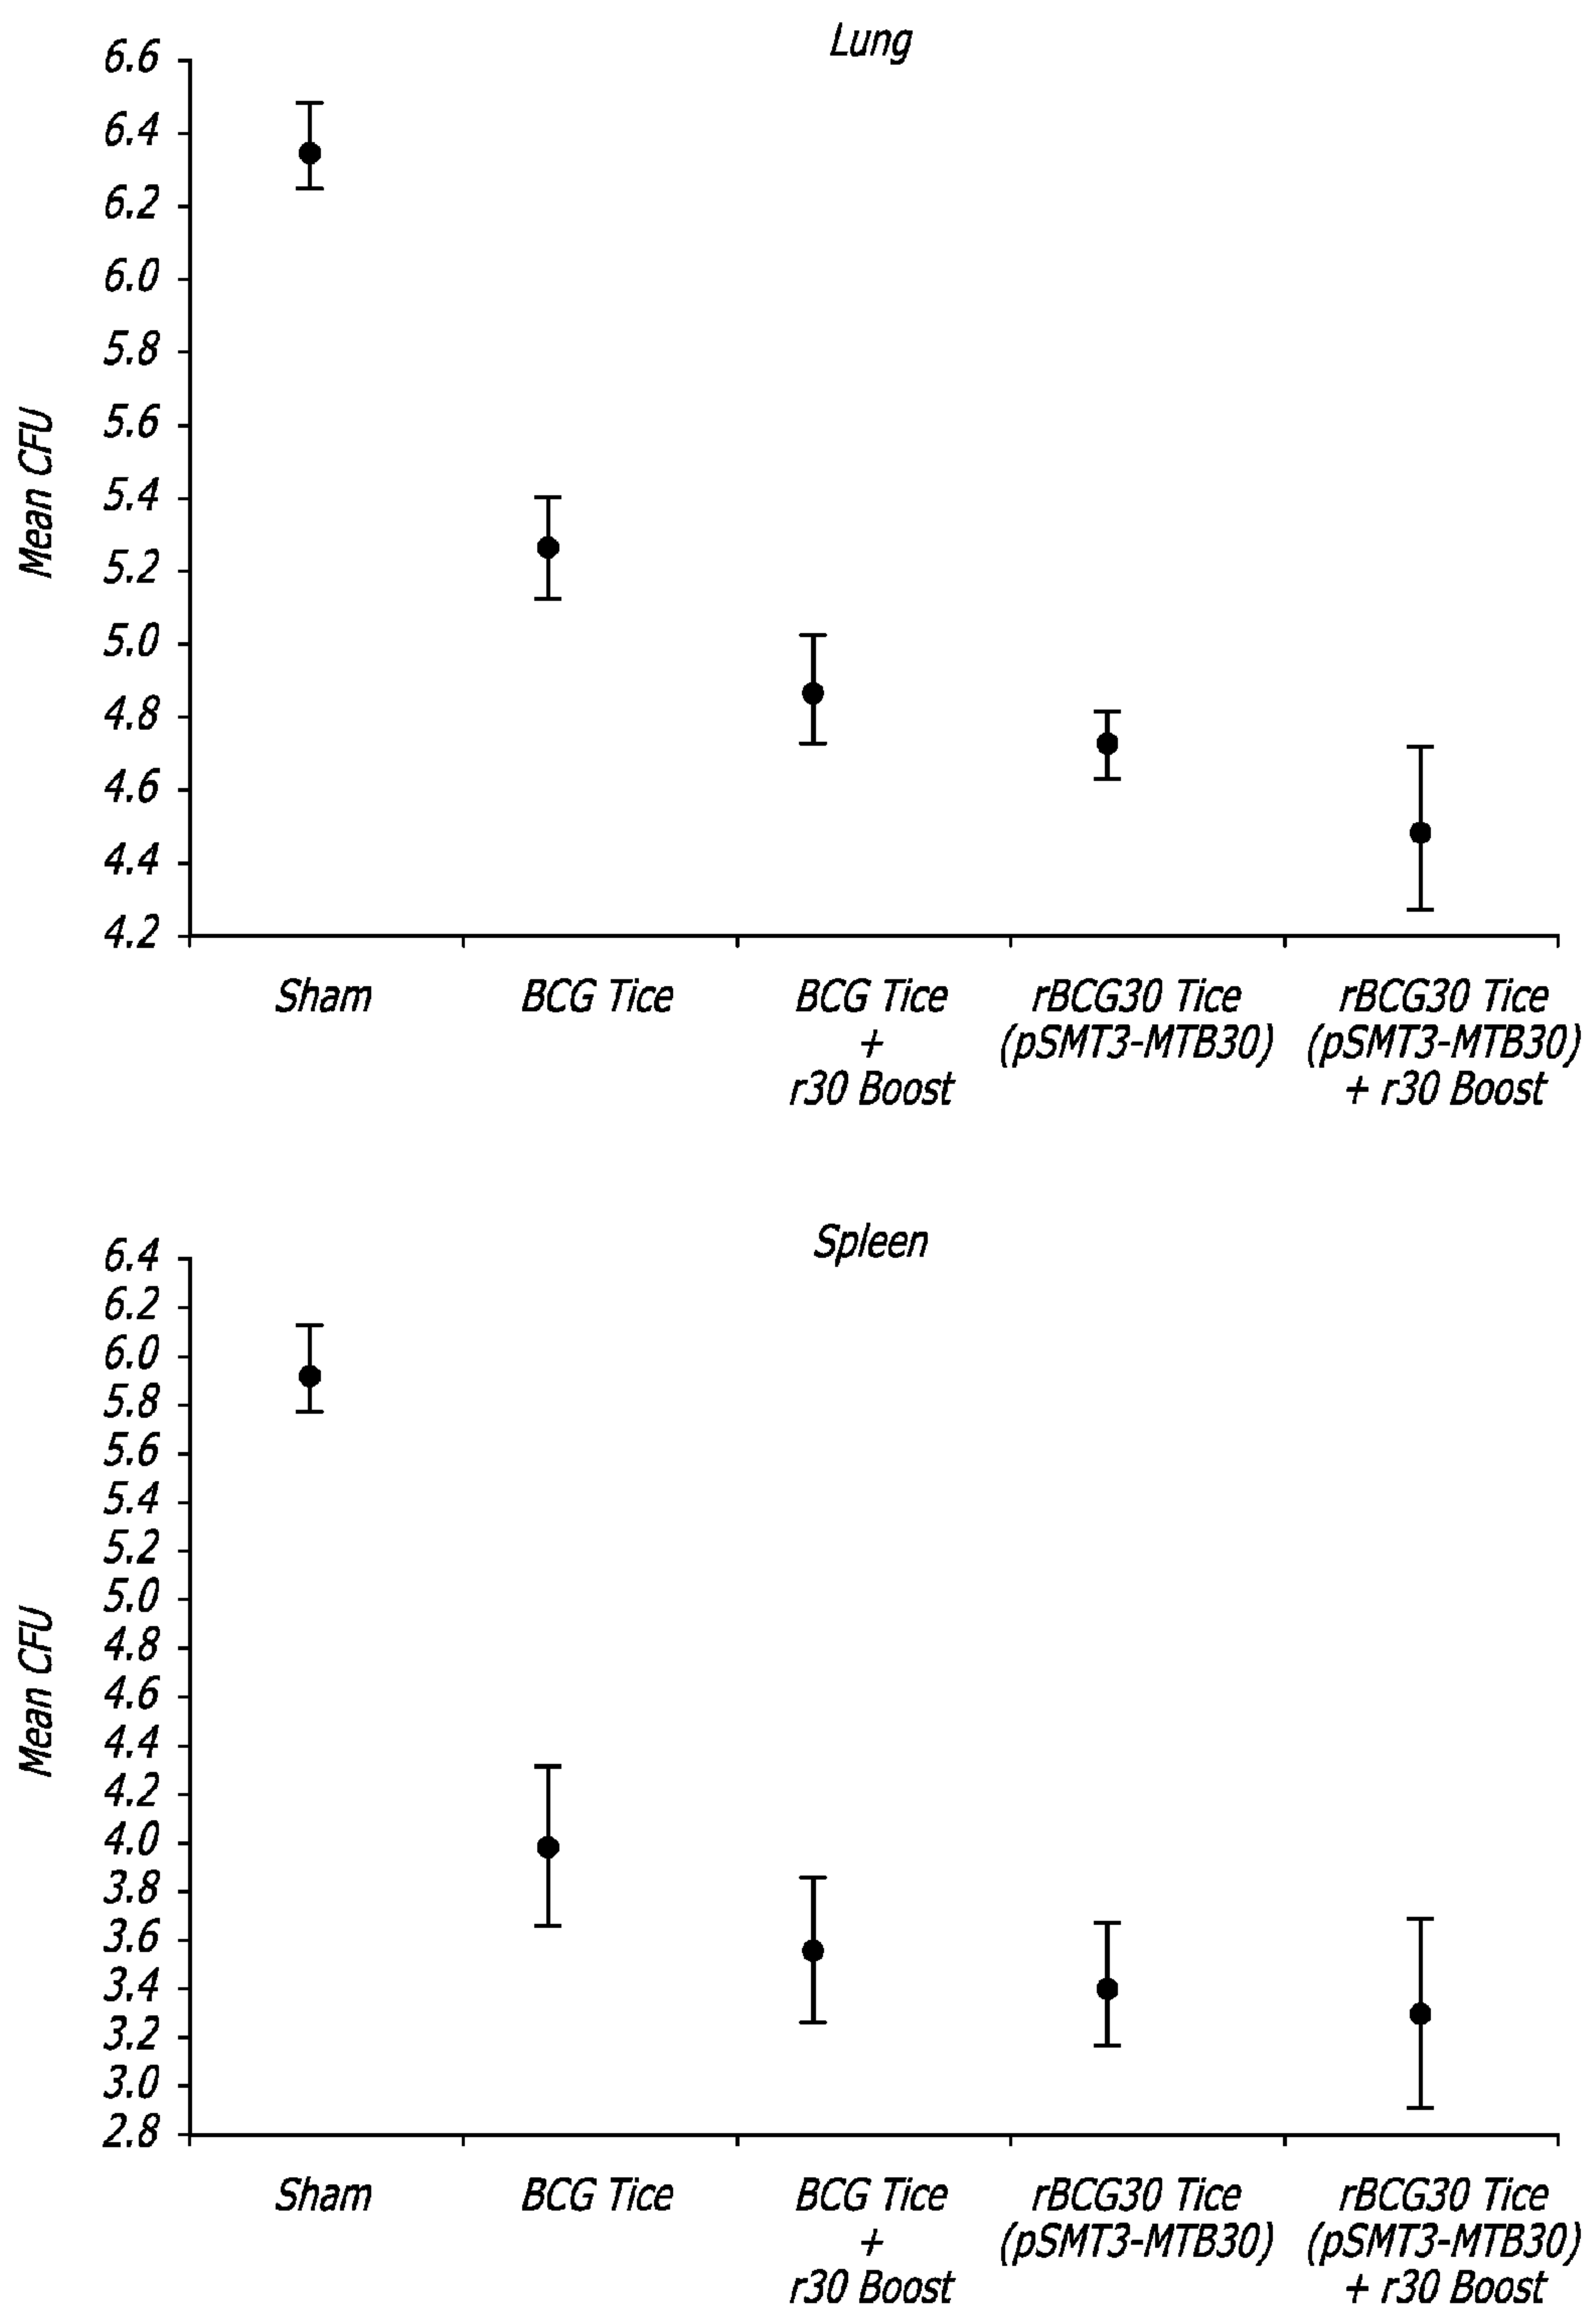 Lung
6.6
6.4
6.2
6.0
5.8
5.6
5.4
5.2
5.0
4.8
4.6
4.4
4.2
Mean CFU
Sham
BCG Tice
BCG Tice
+
r30 Boost
rBCG30 Tice
(pSMT3-MTB30)
rBCG30 Tice
(pSMT3-MTB30)
+ r30 Boost
Spleen
6.4
6.2
6.0
5.8
5.6
5.4
5.2
5.0
4.8
4.6
4.4
4.2
4.0
3.8
3.6
3.4
3.2
3.0
2.8
Mean CFU
Sham
BCG Tice
BCG Tice
+
r30 Boost
rBCG30 Tice
(pSMT3-MTB30)
rBCG30 Tice
(pSMT3-MTB30)
+ r30 Boost